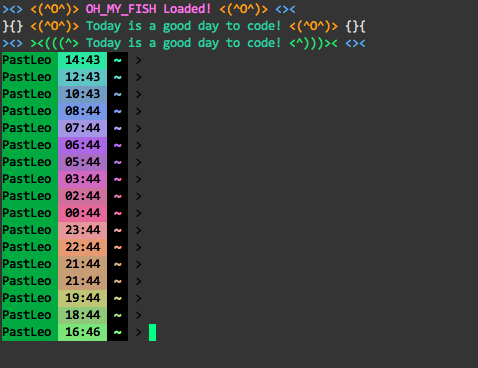 ><> <(^O^)> OH_MY_FISH Loaded! <(^O^)> <><
}{} <(^O^)> Today is a good day to code! <(^O^)> {}{
><> ><(((^> Today is a good day to code! <^)))>< <><
PastLeo 14:43 ~ >
PastLeo 12:43 ~ >
PastLeo 10:43 ~ >
PastLeo 08:44 ~ >
PastLeo 07:44 ~ >
PastLeo 06:44 ~ >
PastLeo 05:44 ~ >
PastLeo 03:44 ~ >
PastLeo 02:44 ~ >
PastLeo 00:44 ~ >
PastLeo 23:44 ~ >
PastLeo 22:44 ~ >
PastLeo 21:44 ~ >
PastLeo 21:44 ~ >
PastLeo 19:44 ~ >
PastLeo 18:44 ~ >
PastLeo 16:46 ~ >